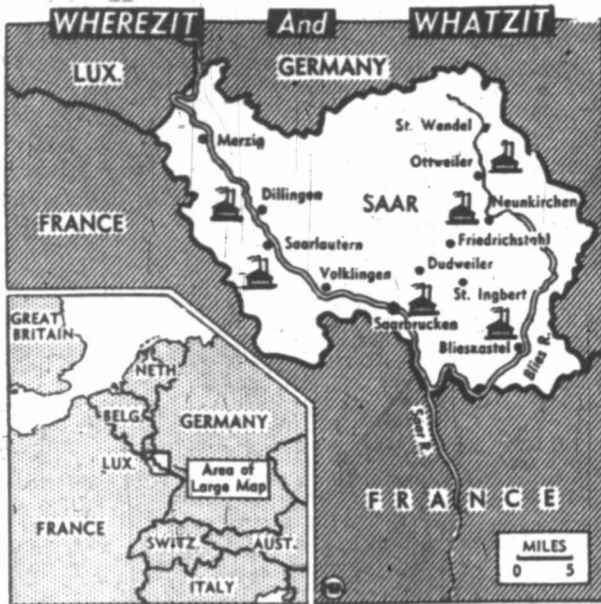 WHEREZIT And WHATZIT
LUX.
GERMANY
St. Wendel
Ottweiler
Merzig
Dillingen
SAAR
Neunkirchen
FRANCE
Saarlautern
Friedrichstahl
Dudweiler
Volklingen
St. Ingbert
Saarbrucken
Blieskastel
Blies R.
Saar R.
FRANCE
MILES
0 5
GREAT
BRITAIN
NETH.
BELG.
GERMANY
LUX.
Area of
Large Map
FRANCE
SWITZ.
AUST.
ITALY